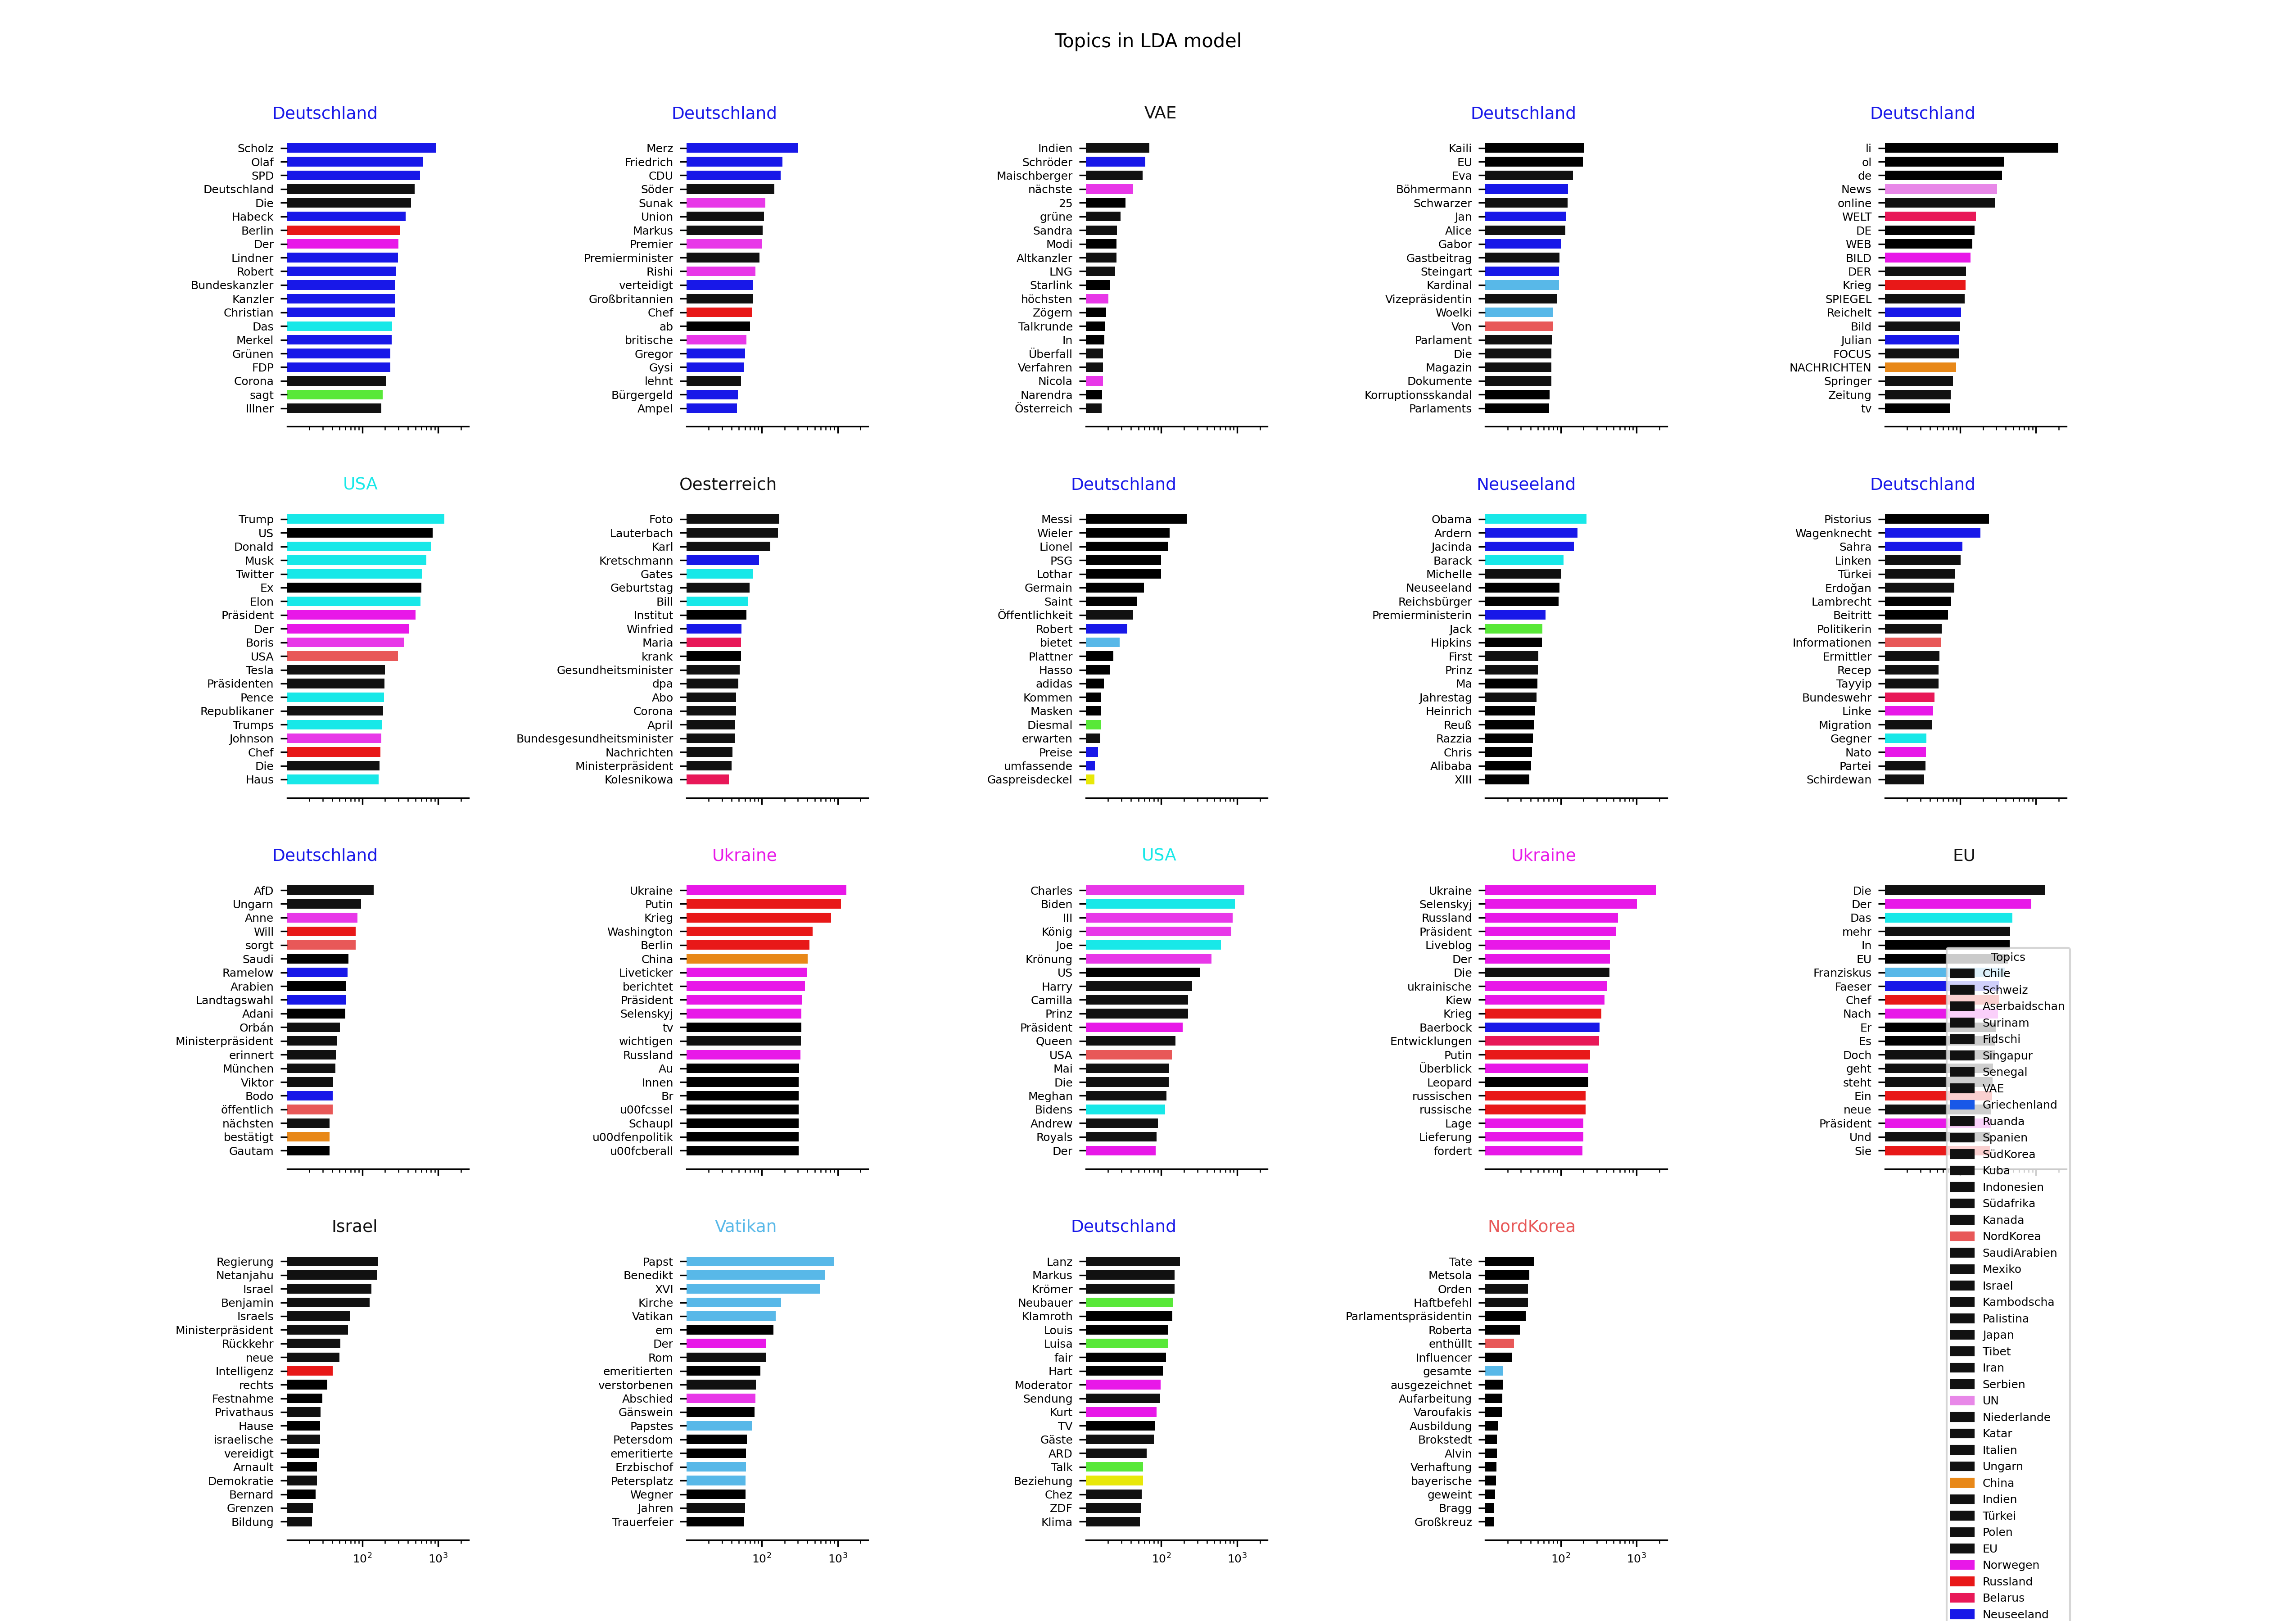 Topics in LDA model
Deutschland
Scholz
Olaf
SPD
Deutschland
Die
Habeck
Berlin
Der
Lindner
Robert
Bundeskanzler
Kanzler
Christian
Das
Merkel
Grünen
FDP
Corona
sagt
Illner
Deutschland
Merz
Friedrich
CDU
Söder
Sunak
Union
Markus
Premier
Premierminister
Rishi
verteidigt
Großbritannien
Chef
ab
britische
Gregor
Gysi
lehnt
Bürgergeld
Ampel
VAE
Indien
Schröder
Maischberger
nächste
25
grüne
Sandra
Modi
Altkanzler
LNG
Starlink
höchsten
Zögern
Talkrunde
In
Überfall
Verfahren
Nicola
Narendra
Österreich
Deutschland
Kaili
EU
Eva
Böhmermann
Schwarzer
Jan
Alice
Gabor
Gastbeitrag
Steingart
Kardinal
Vizepräsidentin
Woelki
Von
Parlament
Die
Magazin
Dokumente
Korruptionsskandal
Parlaments
Deutschland
li
ol
de
News
online
WELT
DE
WEB
BILD
DER
Krieg
SPIEGEL
Reichelt
Bild
Julian
FOCUS
NACHRICHTEN
Springer
Zeitung
tv
USA
Trump
US
Donald
Musk
Twitter
Ex
Elon
Präsident
Der
Boris
USA
Tesla
Präsidenten
Pence
Republikaner
Trumps
Johnson
Chef
Die
Haus
Oesterreich
Foto
Lauterbach
Karl
Kretschmann
Gates
Geburtstag
Bill
Institut
Winfried
Maria
krank
Gesundheitsminister
dpa
Abo
Corona
April
Bundesgesundheitsminister
Nachrichten
Ministerpräsident
Kolesnikowa
Deutschland
Messi
Wieler
Lionel
PSG
Lothar
Germain
Saint
Öffentlichkeit
Robert
bietet
Plattner
Hasso
adidas
Kommen
Masken
Diesmal
erwarten
Preise
umfassende
Gaspreisdeckel
Neuseeland
Obama
Ardern
Jacinda
Barack
Michelle
Neuseeland
Reichsbürger
Premierministerin
Jack
Hipkins
First
Prinz
Ma
Jahrestag
Heinrich
Reuß
Razzia
Chris
Alibaba
XIII
Deutschland
Pistorius
Wagenknecht
Sahra
Linken
Türkei
Erdoğan
Lambrecht
Beitritt
Politikerin
Informationen
Ermittler
Recep
Tayyip
Bundeswehr
Linke
Migration
Gegner
Nato
Partei
Schirdewan
Deutschland
AfD
Ungarn
Anne
Will
sorgt
Saudi
Ramelow
Arabien
Landtagswahl
Adani
Orbán
Ministerpräsident
erinnert
München
Viktor
Bodo
öffentlich
nächsten
bestätigt
Gautam
Ukraine
Ukraine
Putin
Krieg
Washington
Berlin
China
Liveticker
berichtet
Präsident
Selenskyj
tv
wichtigen
Russland
Au
Innen
Br
u00fcssel
Schaupl
u00dfenpolitik
u00fcberall
USA
Charles
Biden
III
König
Joe
Krönung
US
Harry
Camilla
Prinz
Präsident
Queen
USA
Mai
Die
Meghan
Bidens
Andrew
Royals
Der
Ukraine
Ukraine
Selenskyj
Russland
Präsident
Liveblog
Der
Die
ukrainische
Kiew
Krieg
Baerbock
Entwicklungen
Putin
Überblick
Leopard
russischen
russische
Lage
Lieferung
fordert
EU
Die
Der
Das
mehr
In
EU
Franziskus
Faeser
Chef
Nach
Er
Es
Doch
geht
steht
Ein
neue
Präsident
Und
Sie
Israel
Regierung
Netanjahu
Israel
Benjamin
Israels
Ministerpräsident
Rückkehr
neue
Intelligenz
rechts
Festnahme
Privathaus
Hause
israelische
vereidigt
Arnault
Demokratie
Bernard
Grenzen
Bildung
10² 10³
Vatikan
Papst
Benedikt
XVI
Kirche
Vatikan
em
Der
Rom
emeritierten
verstorbenen
Abschied
Gänswein
Papstes
Petersdom
emeritierte
Erzbischof
Petersplatz
Wegner
Jahren
Trauerfeier
10² 10³
Deutschland
Lanz
Markus
Krömer
Neubauer
Klamroth
Louis
Luisa
fair
Hart
Moderator
Sendung
Kurt
TV
Gäste
ARD
Talk
Beziehung
Chez
ZDF
Klima
10² 10³
NordKorea
Tate
Metsola
Orden
Haftbefehl
Parlamentspräsidentin
Roberta
enthüllt
Influencer
gesamte
ausgezeichnet
Aufarbeitung
Varoufakis
Ausbildung
Brokstedt
Alvin
Verhaftung
bayerische
geweint
Bragg
Großkreuz
10² 10³
Topics
Chile
Schweiz
Aserbaidschan
Surinam
Fidschi
Singapur
Senegal
VAE
Griechenland
Ruanda
Spanien
SüdKorea
Kuba
Indonesien
Südafrika
Kanada
NordKorea
SaudiArabien
Mexiko
Israel
Kambodscha
Palistina
Japan
Tibet
Iran
Serbien
UN
Niederlande
Katar
Italien
Ungarn
China
Indien
Türkei
Polen
EU
Norwegen
Russland
Belarus
Neuseeland